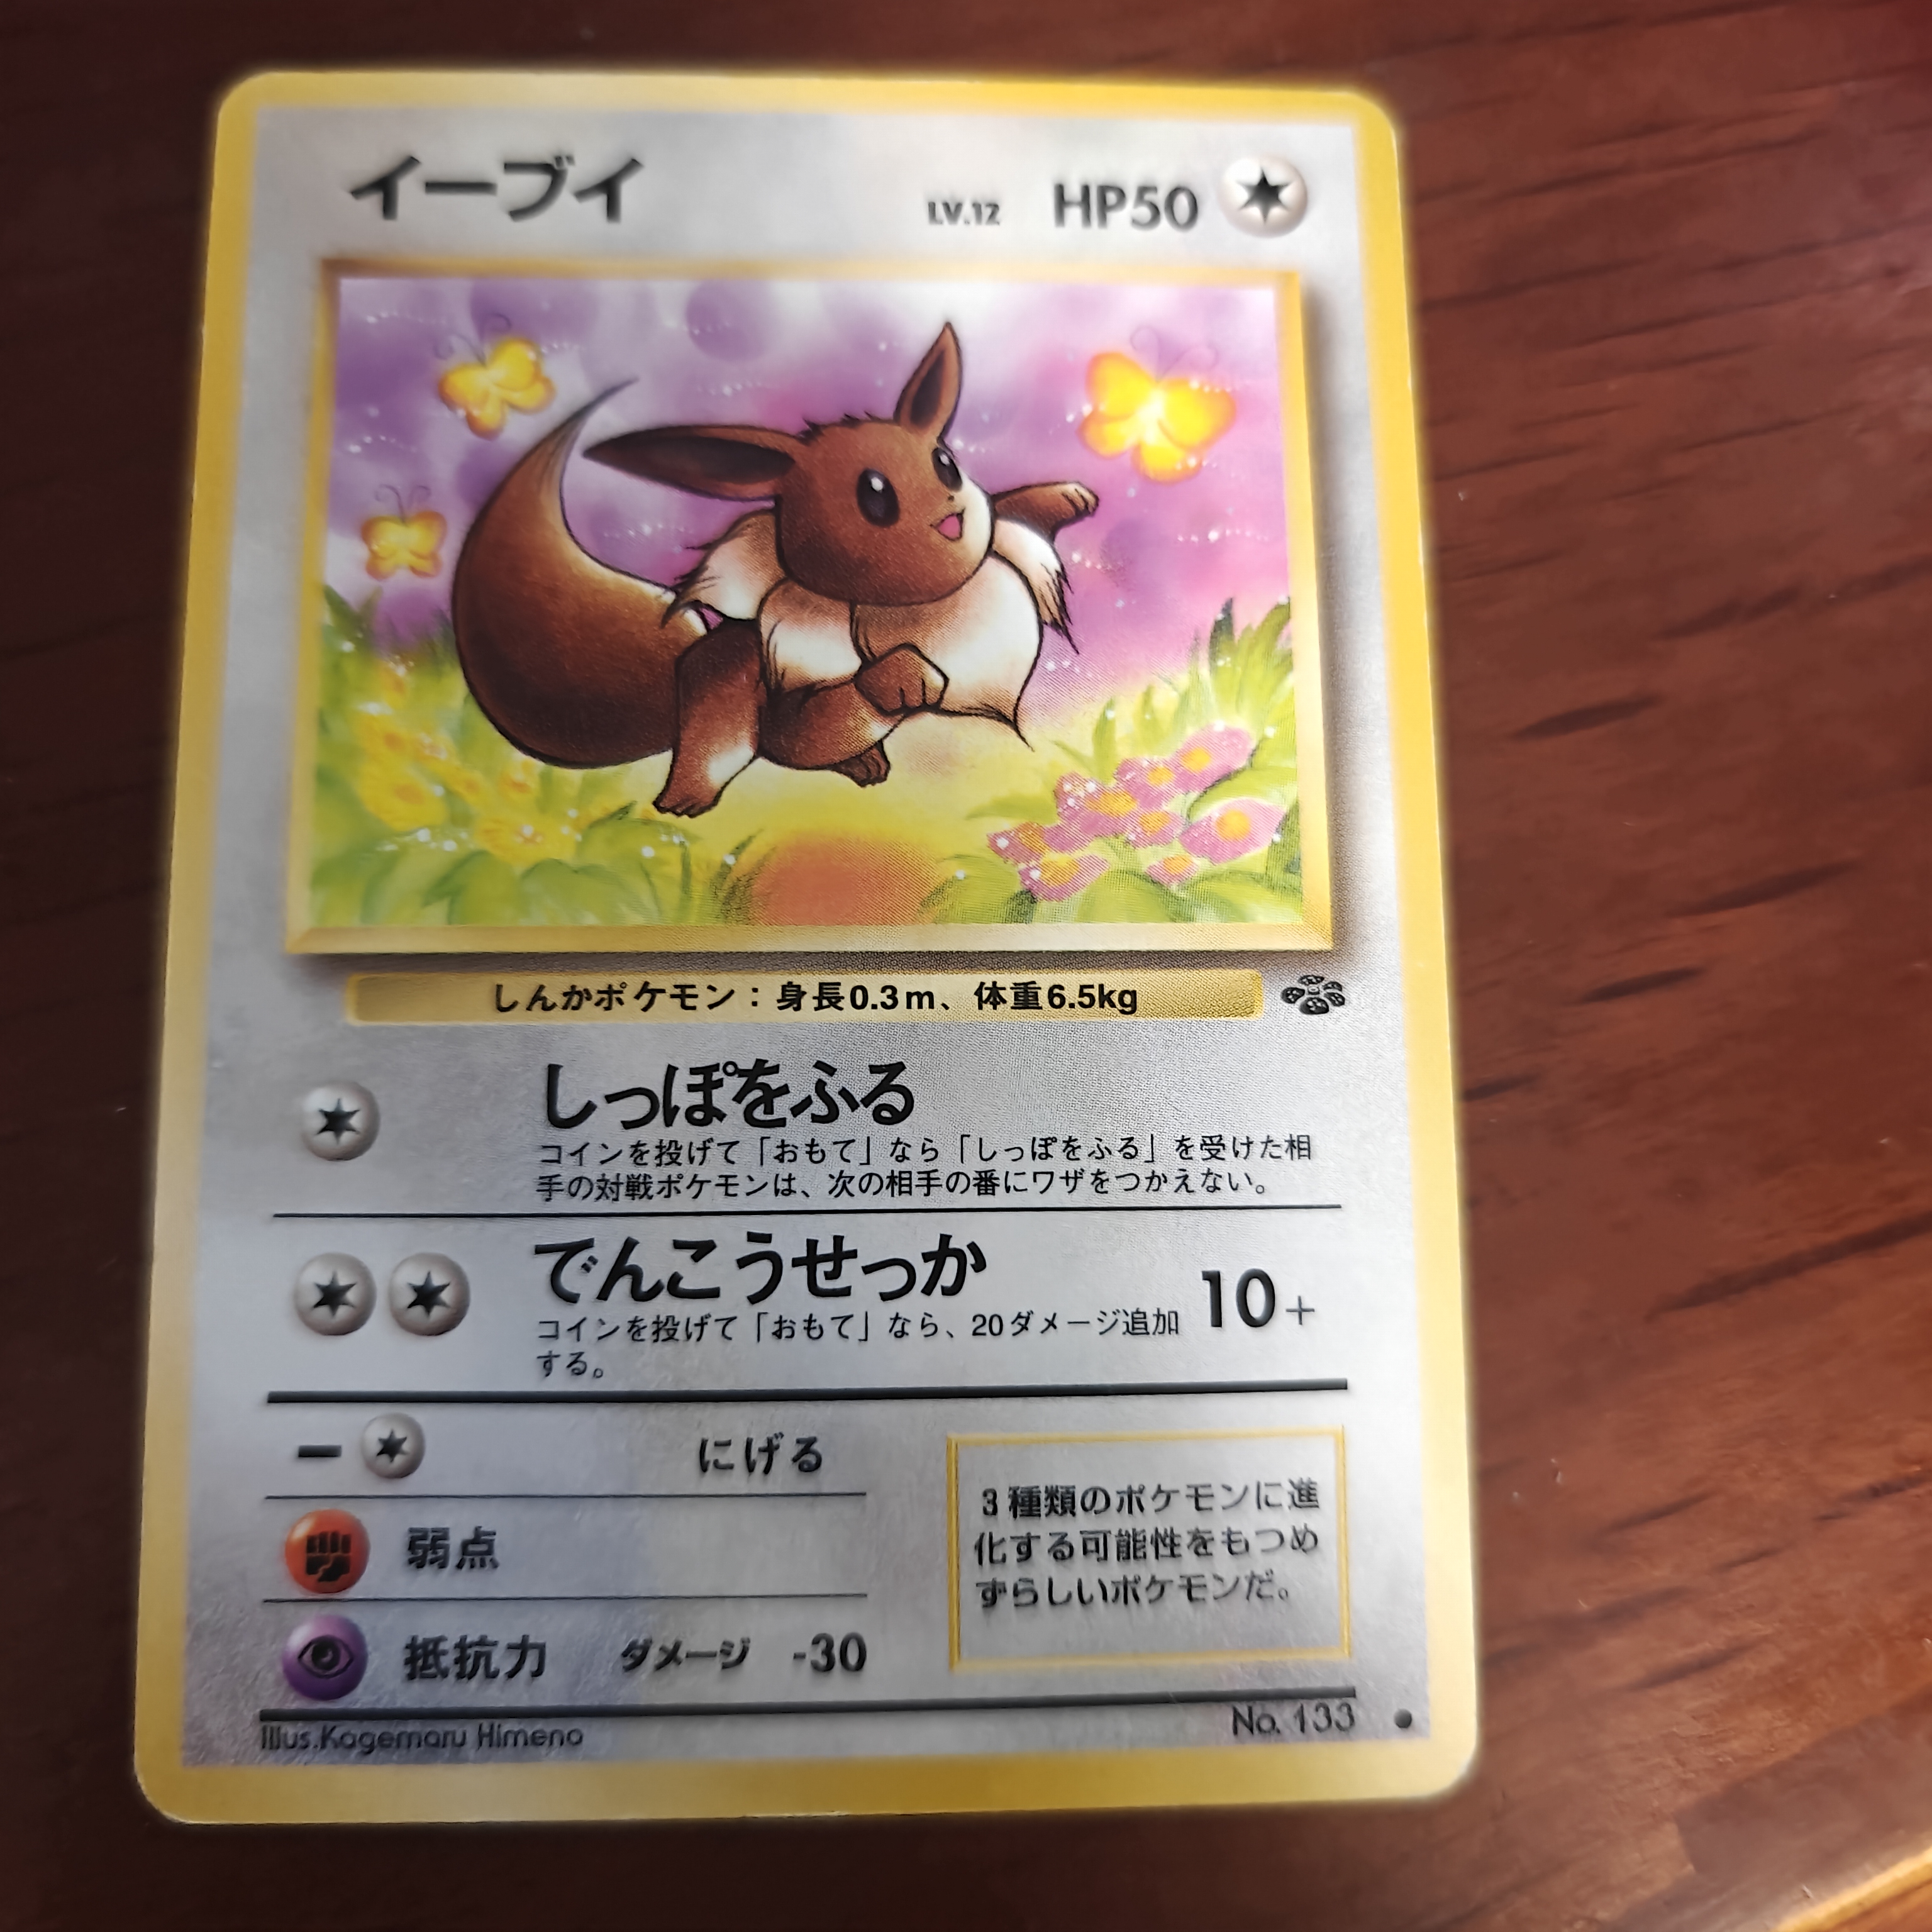 イーブイ LV.12 HP50
しんかポケモン：身長0.3m、体重6.5kg
しっぽをふる
コインを投げて「おもて」なら「しっぽをふる」を受けた相
手の対戦ポケモンは、次の相手の番にワザをつかえない。
でんこうせっか 10+
コインを投げて「おもて」なら、20ダメージ追加
する。
にげる
弱点
抵抗力 ダメージ -30
3種類のポケモンに進
化する可能性をもつめ
ずらしいポケモンだ。
Illus.Kagemaru Himeno No. 133